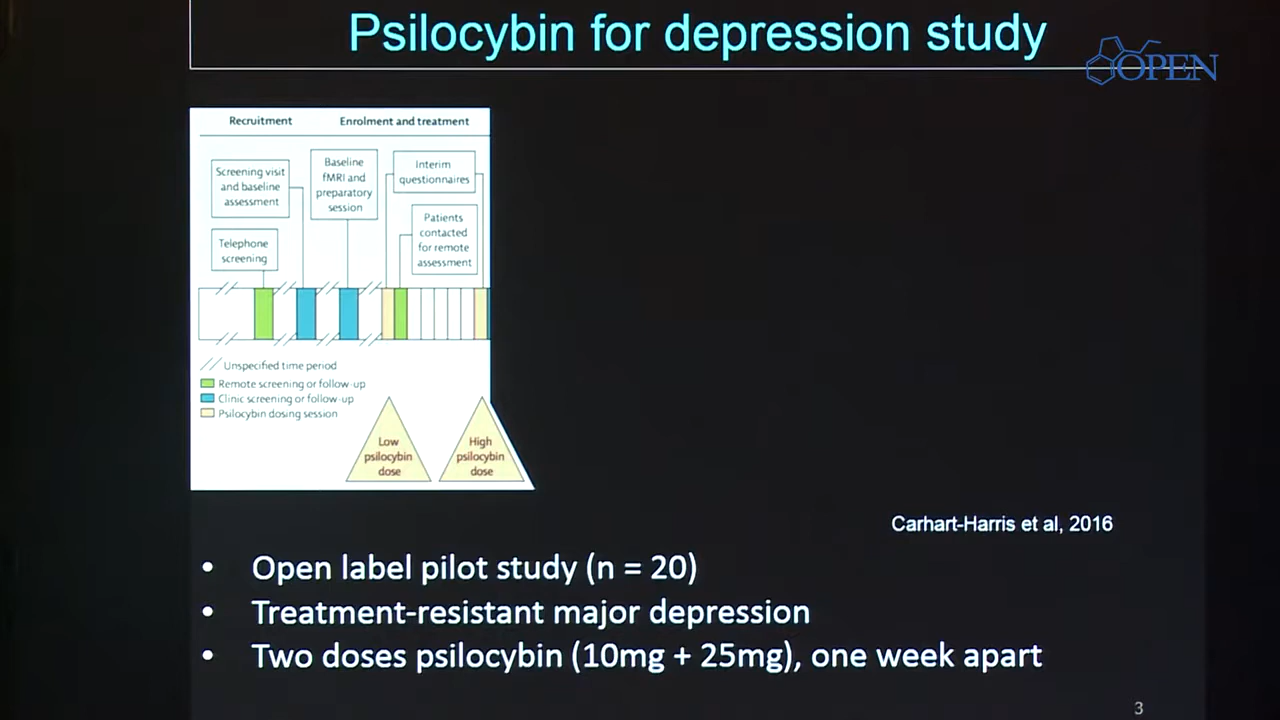 Psilocybin for depression study
OPEN
Recruitment
Enrolment and treatment
Screening visit
and baseline
assessment
Baseline
fMRI and
preparatory
session
Interim
questionnaires
Telephone
screening
Patients
contacted
for remote
assessment
Unspecified time period
Remote screening or follow-up
Clinic screening or follow-up
Psilocybin dosing session
Low
psilocybin
dose
High
psilocybin
dose
Carhart-Harris et al, 2016
• Open label pilot study (n = 20)
• Treatment-resistant major depression
• Two doses psilocybin (10mg + 25mg), one week apart
3